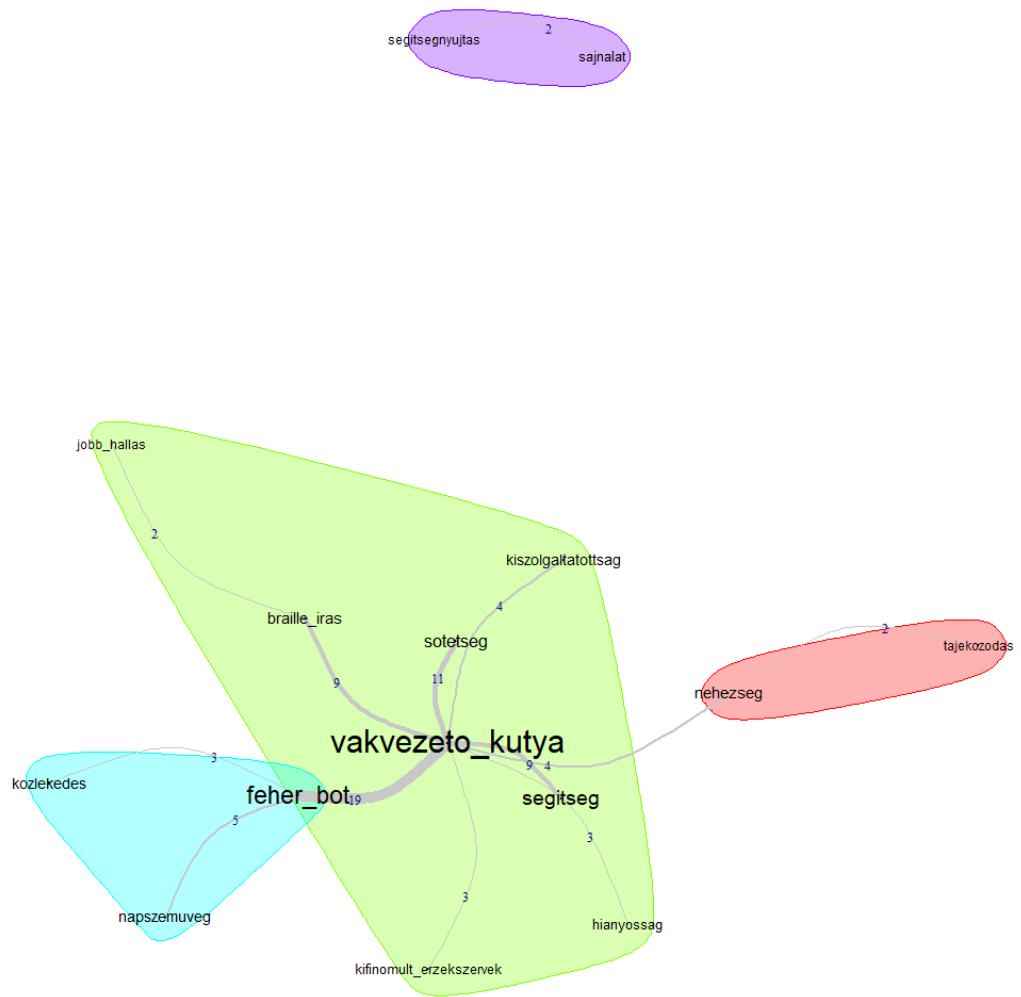 2
segitsegnyujtas
sajnalat
jobb_hallas
2
kiszolgaltatottsag
4
braille_iras
sotetseg
2
tajekozodas
11
9
nehezseg
vakvezeto_kutya
3
9 4
kozlekedes
feher_bot
19
segitseg
5
3
3
napszemuveg
hianyossag
kifinomult_erzekszervek